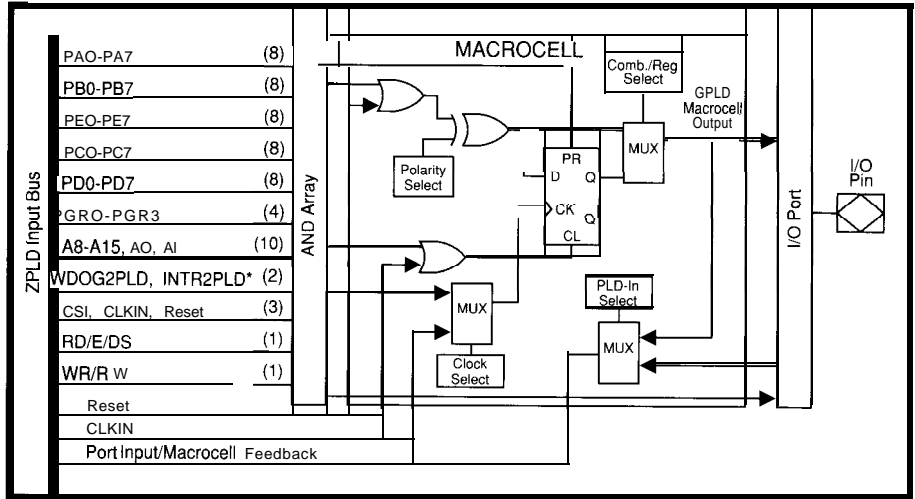 ZPLD Input Bus
PAO-PA7 (8)
PB0-PB7 (8)
PEO-PE7 (8)
PCO-PC7 (8)
PD0-PD7 (8)
PGRO-PGR3 (4)
A8-A15, AO, AI (10)
WDOG2PLD, INTR2PLD* (2)
CSI, CLKIN, Reset (3)
RD/E/DS (1)
WR/R W (1)
Reset
CLKIN
Port Input/Macrocell Feedback
AND Array
MACROCELL
Comb./Reg
Select
GPLD
Macrocell
Output
MUX
Polarity
Select
PR
D Q
CK
Q
CL
MUX
Clock
Select
PLD-In
Select
MUX
I/O Port
I/O
Pin